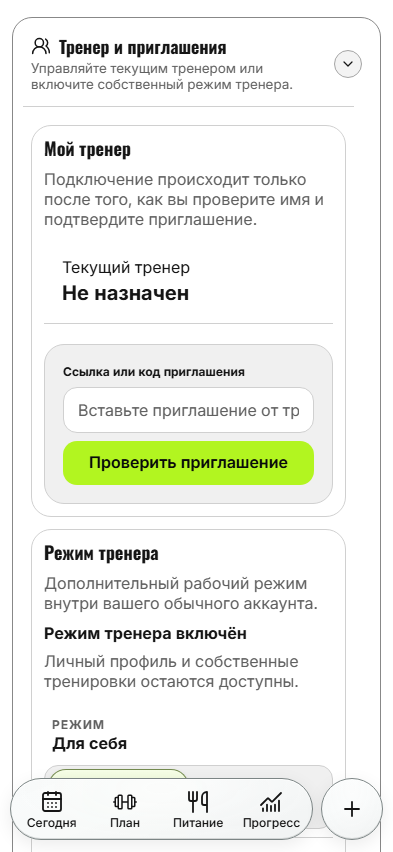 Тренер и приглашения
Управляйте текущим тренером или
включите собственный режим тренера.
Мой тренер
Подключение происходит только
после того, как вы проверите имя и
подтвердите приглашение.
Текущий тренер
Не назначен
Ссылка или код приглашения
Вставьте приглашение от тр
Проверить приглашение
Режим тренера
Дополнительный рабочий режим
внутри вашего обычного аккаунта.
Режим тренера включён
Личный профиль и собственные
тренировки остаются доступны.
РЕЖИМ
Для себя
Сегодня
План
Питание
Прогресс